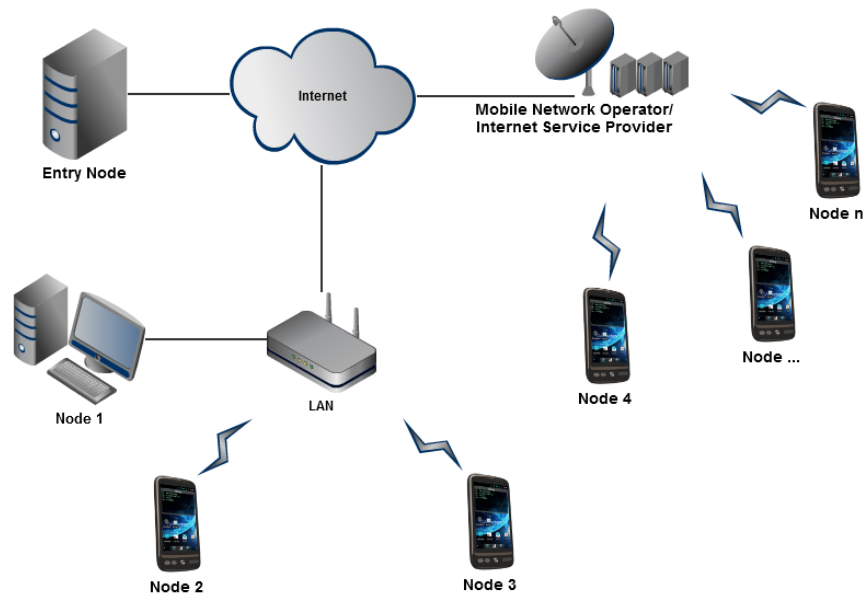 Internet
Mobile Network Operator/
Internet Service Provider
Entry Node
Node n
Node ...
Node 4
Node 1
LAN
Node 2
Node 3